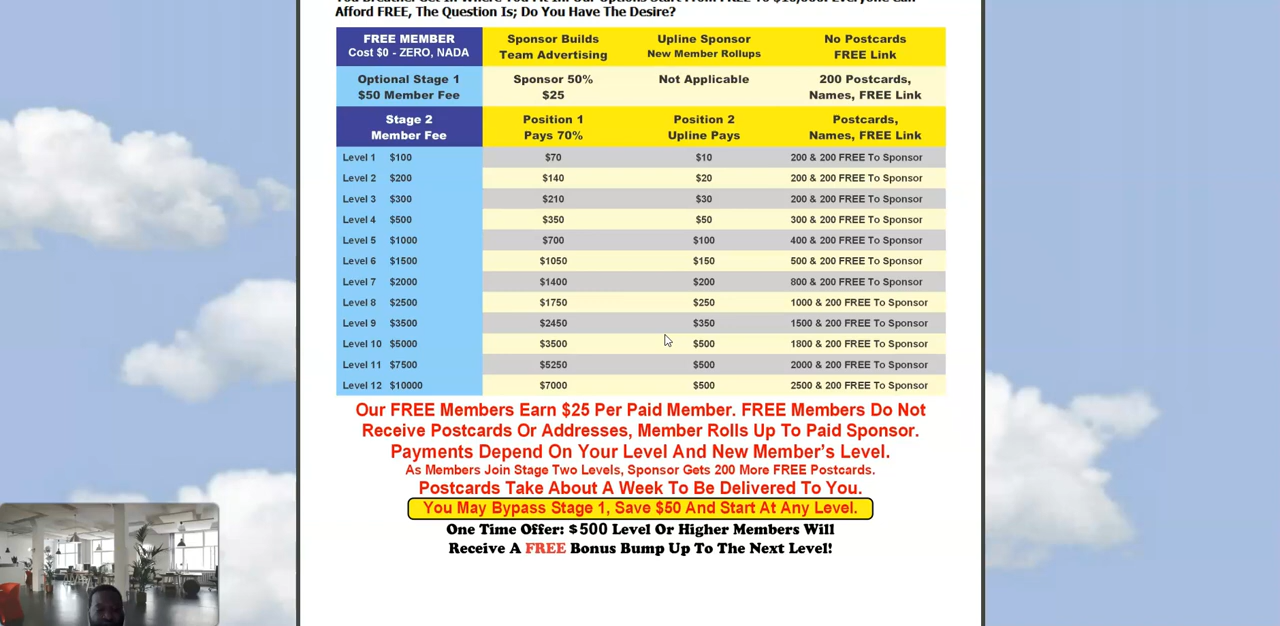 Afford FREE, The Question Is; Do You Have The Desire?
FREE MEMBER
Cost $0 - ZERO, NADA
Sponsor Builds
Team Advertising
Upline Sponsor
New Member Rollups
No Postcards
FREE Link
Optional Stage 1
$50 Member Fee
Sponsor 50%
$25
Not Applicable
200 Postcards,
Names, FREE Link
Stage 2
Member Fee
Position 1
Pays 70%
Position 2
Upline Pays
Postcards,
Names, FREE Link
Level 1 $100 $70 $10 200 & 200 FREE To Sponsor
Level 2 $200 $140 $20 200 & 200 FREE To Sponsor
Level 3 $300 $210 $30 200 & 200 FREE To Sponsor
Level 4 $500 $350 $50 300 & 200 FREE To Sponsor
Level 5 $1000 $700 $100 400 & 200 FREE To Sponsor
Level 6 $1500 $1050 $150 500 & 200 FREE To Sponsor
Level 7 $2000 $1400 $200 800 & 200 FREE To Sponsor
Level 8 $2500 $1750 $250 1000 & 200 FREE To Sponsor
Level 9 $3500 $2450 $350 1500 & 200 FREE To Sponsor
Level 10 $5000 $3500 $500 1800 & 200 FREE To Sponsor
Level 11 $7500 $5250 $500 2000 & 200 FREE To Sponsor
Level 12 $10000 $7000 $500 2500 & 200 FREE To Sponsor
Our FREE Members Earn $25 Per Paid Member. FREE Members Do Not
Receive Postcards Or Addresses, Member Rolls Up To Paid Sponsor.
Payments Depend On Your Level And New Member's Level.
As Members Join Stage Two Levels, Sponsor Gets 200 More FREE Postcards.
Postcards Take About A Week To Be Delivered To You.
You May Bypass Stage 1, Save $50 And Start At Any Level.
One Time Offer: $500 Level Or Higher Members Will
Receive A FREE Bonus Bump Up To The Next Level!